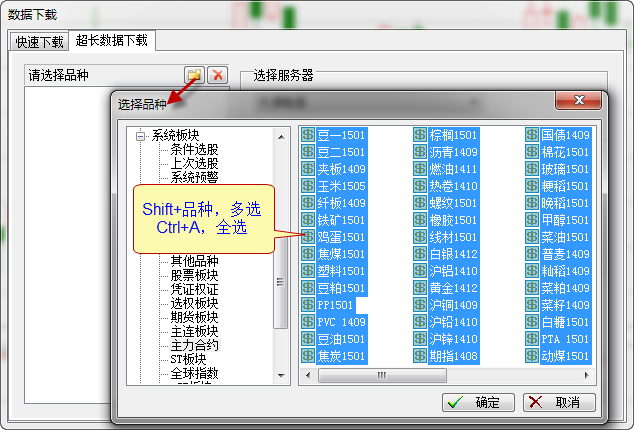 数据下载
快速下载 超长数据下载
请选择品种
选择服务器
选择品种
系统板块
条件选股
上次选股
系统预警
Shift+品种，多选
Ctrl+A，全选
其他品种
股票板块
凭证权证
选权板块
期货板块
主连板块
主力合约
ST板块
全球指数
豆一1501 棕榈1501 国债1409
豆二1501 沥青1409 棉花1501
夹板1409 燃油1411 玻璃1501
玉米1505 热卷1410 粳稻1501
纤板1409 螺纹1501 晚稻1501
铁矿1501 橡胶1501 甲醇1501
鸡蛋1501 线材1501 菜油1501
焦煤1501 白银1412 普麦1409
塑料1501 沪铝1410 籼稻1409
豆粕1501 黄金1412 菜粕1409
PP1501 沪铜1409 菜籽1409
PVC 1409 沪铅1410 白糖1501
豆油1501 沪锌1410 PTA 1501
焦炭1501 期指1408 动煤1501
确定 取消